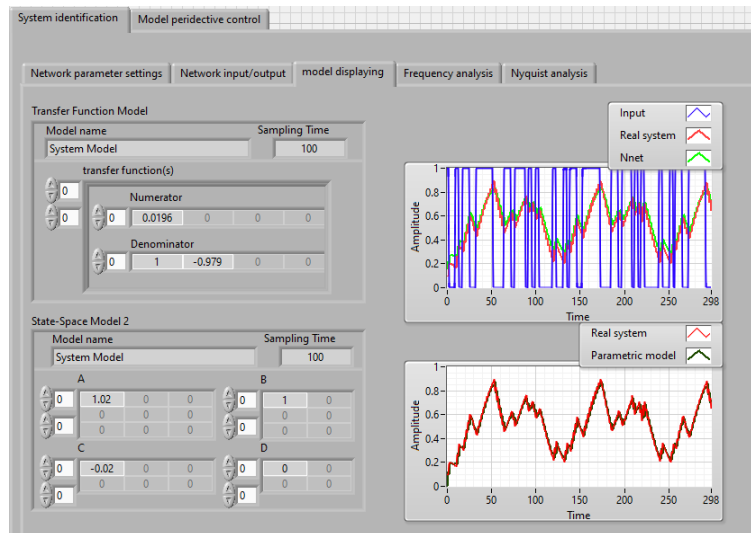 System identification
Model peridective control
Network parameter settings
Network input/output
model displaying
Frequency analysis
Nyquist analysis
Transfer Function Model
Model name
Sampling Time
System Model
100
transfer function(s)
0
0
Numerator
0
0.0196
0
0
0
Denominator
0
1
-0.979
0
0
State-Space Model 2
Model name
Sampling Time
System Model
100
A
0
0
1.02
0
0
0
0
0
B
0
0
1
0
0
0
0
0
C
0
0
-0.02
0
0
0
0
0
D
0
0
0
0
0
0
Input
Real system
Nnet
Amplitude
1
0.8
0.6
0.4
0.2
0
0
50
100
150
200
250
298
Time
Real system
Parametric model
Amplitude
1
0.8
0.6
0.4
0.2
0
0
50
100
150
200
250
298
Time